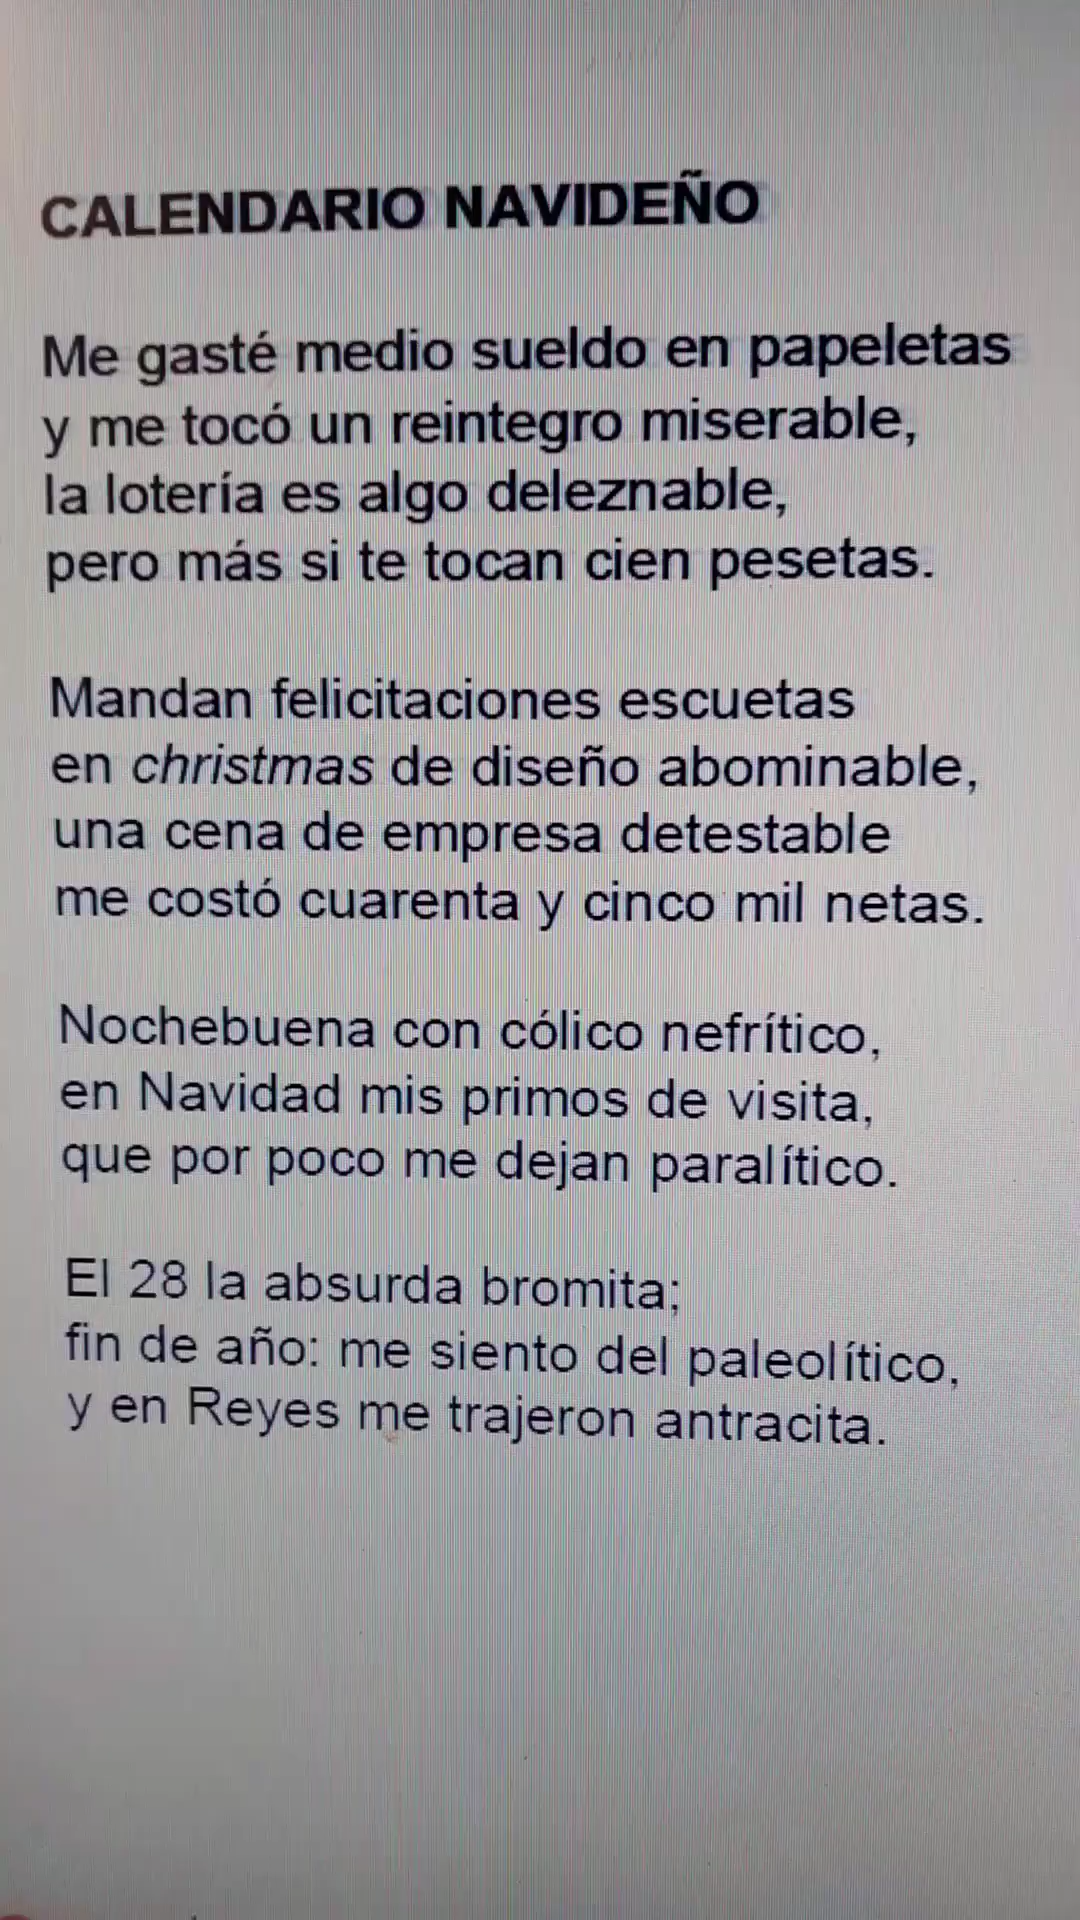 CALENDARIO NAVIDEÑO
Me gasté medio sueldo en papeletas
y me tocó un reintegro miserable,
la lotería es algo deleznable,
pero más si te tocan cien pesetas.
Mandan felicitaciones escuetas
en christmas de diseño abominable,
una cena de empresa detestable
me costó cuarenta y cinco mil netas.
Nochebuena con cólico nefrítico,
en Navidad mis primos de visita,
que por poco me dejan paralítico.
El 28 la absurda bromita;
fin de año: me siento del paleolítico,
y en Reyes me trajeron antracita.